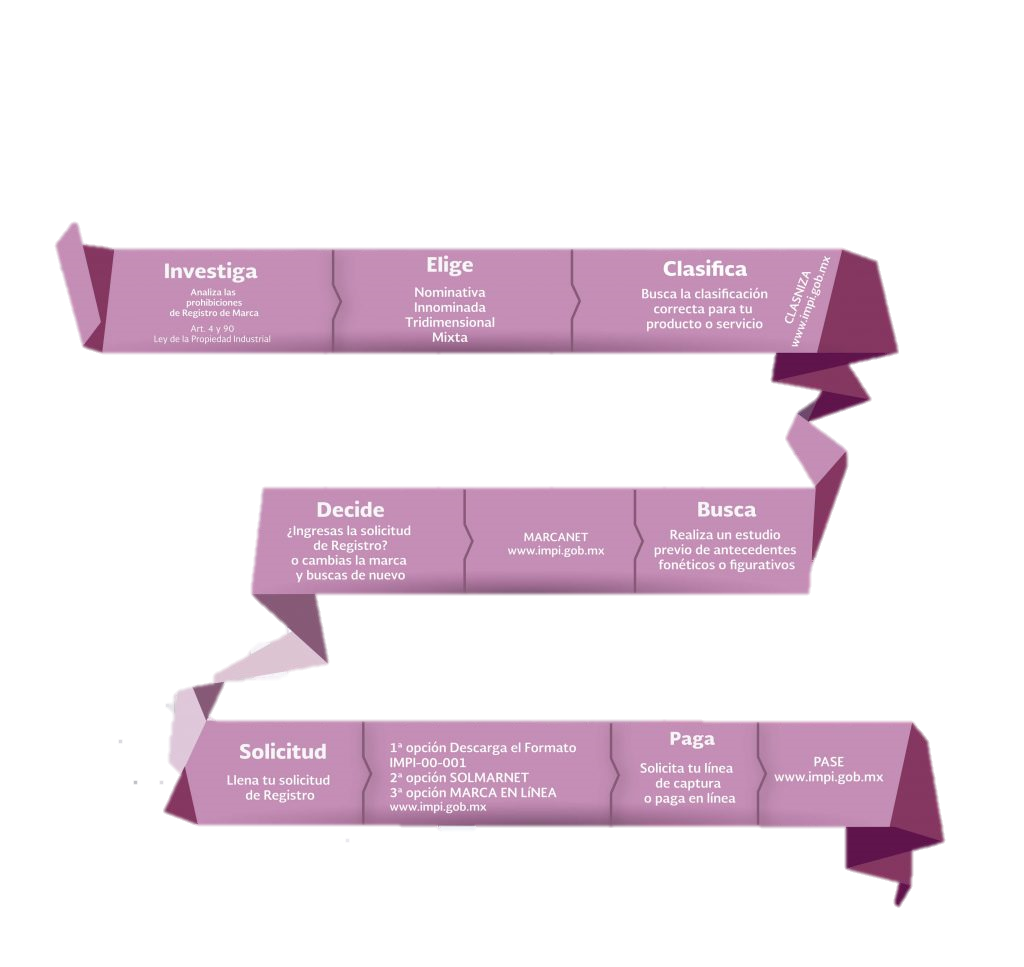 Investiga
Analiza las
prohibiciones
de Registro de Marca
Art. 4 y 90
Ley de la Propiedad Industrial
Elige
Nominativa
Innominada
Tridimensional
Mixta
Clasifica
Busca la clasificación
correcta para tu
producto o servicio
CLASNIZA
www.impi.gob.mx
Busca
Realiza un estudio
previo de antecedentes
fonéticos o figurativos
MARCANET
www.impi.gob.mx
Decide
¿Ingresas la solicitud
de Registro?
o cambias la marca
y buscas de nuevo
Solicitud
Llena tu solicitud
de Registro
1ª opción Descarga el Formato
IMPI-00-001
2ª opción SOLMARNET
3ª opción MARCA EN LíNEA
www.impi.gob.mx
Paga
Solicita tu línea
de captura
o paga en línea
PASE
www.impi.gob.mx